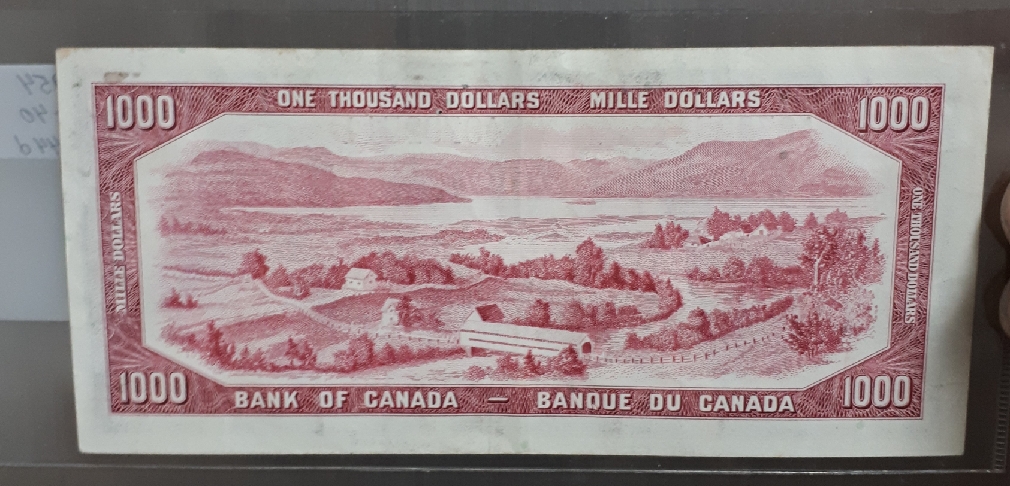 1000 ONE THOUSAND DOLLARS MILLE DOLLARS 1000
MILLE DOLLARS
ONE THOUSAND DOLLARS
1000 BANK OF CANADA — BANQUE DU CANADA 1000